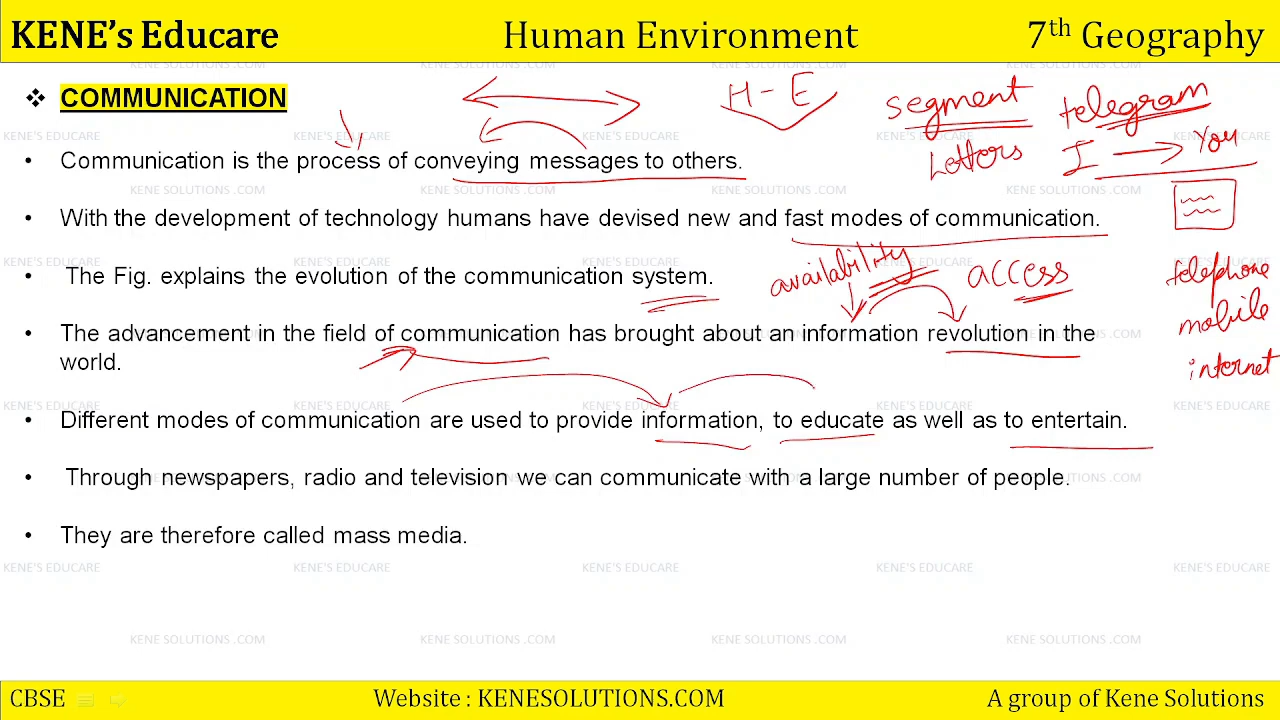 KENE’s Educare Human Environment 7th Geography
❖ COMMUNICATION
H - E
segment
Letters
telegram
I → You
• Communication is the process of conveying messages to others.
• With the development of technology humans have devised new and fast modes of communication.
• The Fig. explains the evolution of the communication system.
availability
access
telephone
mobile
internet
• The advancement in the field of communication has brought about an information revolution in the
world.
• Different modes of communication are used to provide information, to educate as well as to entertain.
• Through newspapers, radio and television we can communicate with a large number of people.
• They are therefore called mass media.
KENE'S EDUCARE
KENE SOLUTIONS .COM
CBSE Website : KENESOLUTIONS.COM A group of Kene Solutions